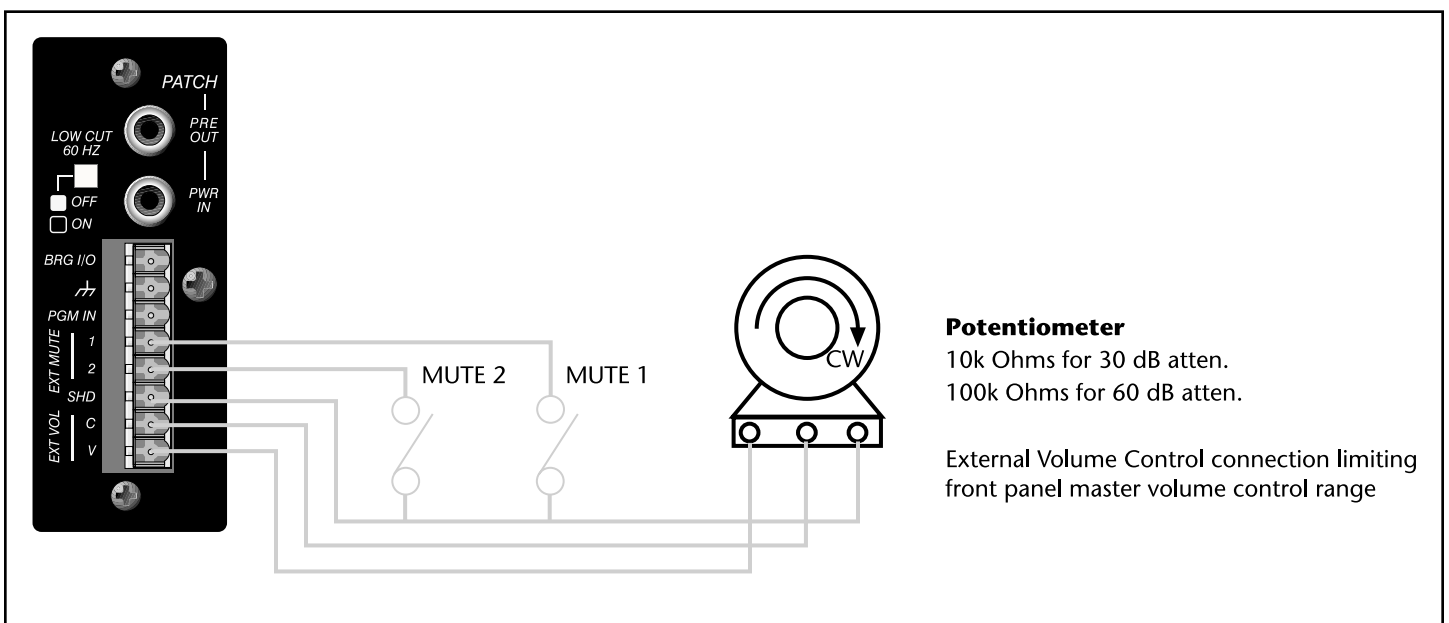 PATCH
PRE
OUT
LOW CUT
60 HZ
PWR
IN
OFF
ON
BRG I/O
PGM IN
EXT MUTE
1
2
SHD
EXT VOL
C
V
MUTE 2
MUTE 1
CW
Potentiometer
10k Ohms for 30 dB atten.
100k Ohms for 60 dB atten.
External Volume Control connection limiting
front panel master volume control range